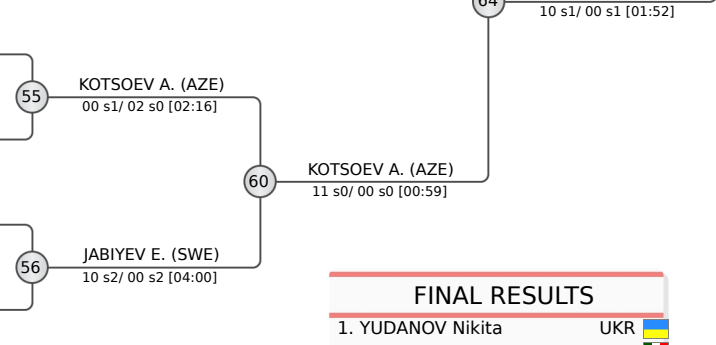 64
10 s1/ 00 s1 [01:52]
KOTSOEV A. (AZE)
55
00 s1/ 02 s0 [02:16]
KOTSOEV A. (AZE)
60
11 s0/ 00 s0 [00:59]
JABIYEV E. (SWE)
56
10 s2/ 00 s2 [04:00]
FINAL RESULTS
1. YUDANOV Nikita UKR